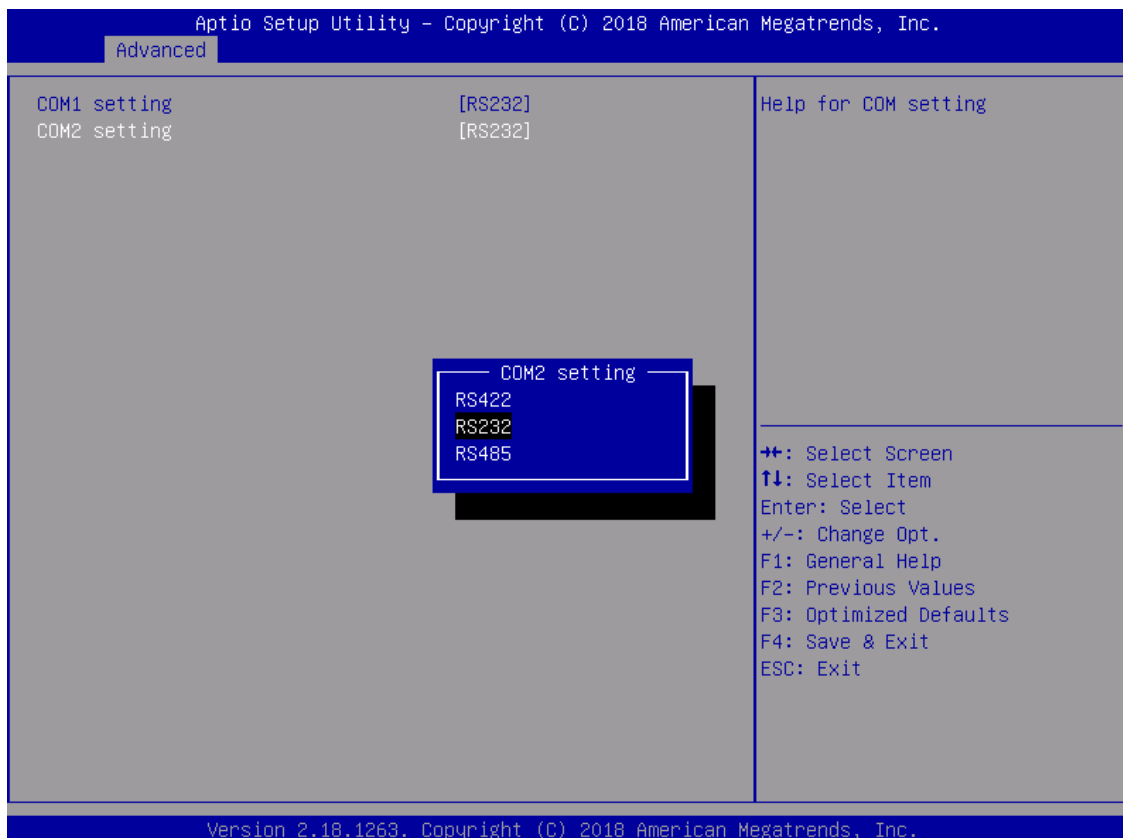 Aptio Setup Utility – Copyright (C) 2018 American Megatrends, Inc.
Advanced
COM1 setting [RS232]
COM2 setting [RS232]
Help for COM setting
COM2 setting
RS422
RS232
RS485
→←: Select Screen
↑↓: Select Item
Enter: Select
+/-: Change Opt.
F1: General Help
F2: Previous Values
F3: Optimized Defaults
F4: Save & Exit
ESC: Exit
Version 2.18.1263. Copyright (C) 2018 American Megatrends, Inc.